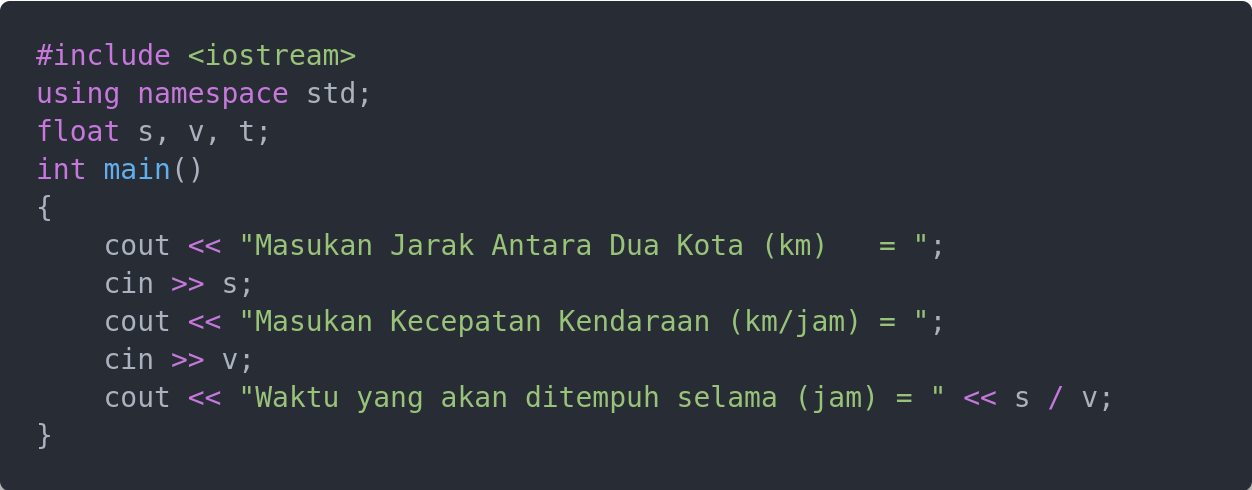 #include <iostream>
using namespace std;
float s, v, t;
int main()
{
    cout << "Masukan Jarak Antara Dua Kota (km)   = ";
    cin >> s;
    cout << "Masukan Kecepatan Kendaraan (km/jam) = ";
    cin >> v;
    cout << "Waktu yang akan ditempuh selama (jam) = " << s / v;
}